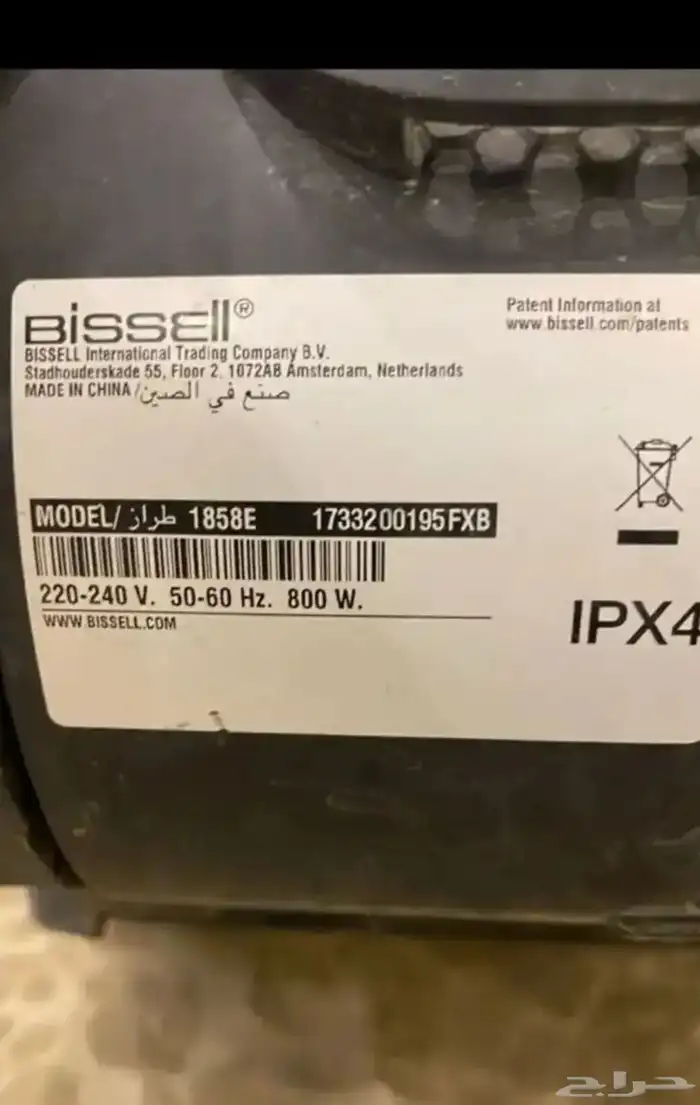 BISSELL®
BISSELL International Trading Company B.V.
Stadhouderskade 55, Floor 2, 1072AB Amsterdam, Netherlands
MADE IN CHINA/صنع في الصين
Patent Information at
www.bissell.com/patents
MODEL/طراز 1858E 1733200195FXB
220-240 V. 50-60 Hz. 800 W.
WWW.BISSELL.COM
IPX4
حراج